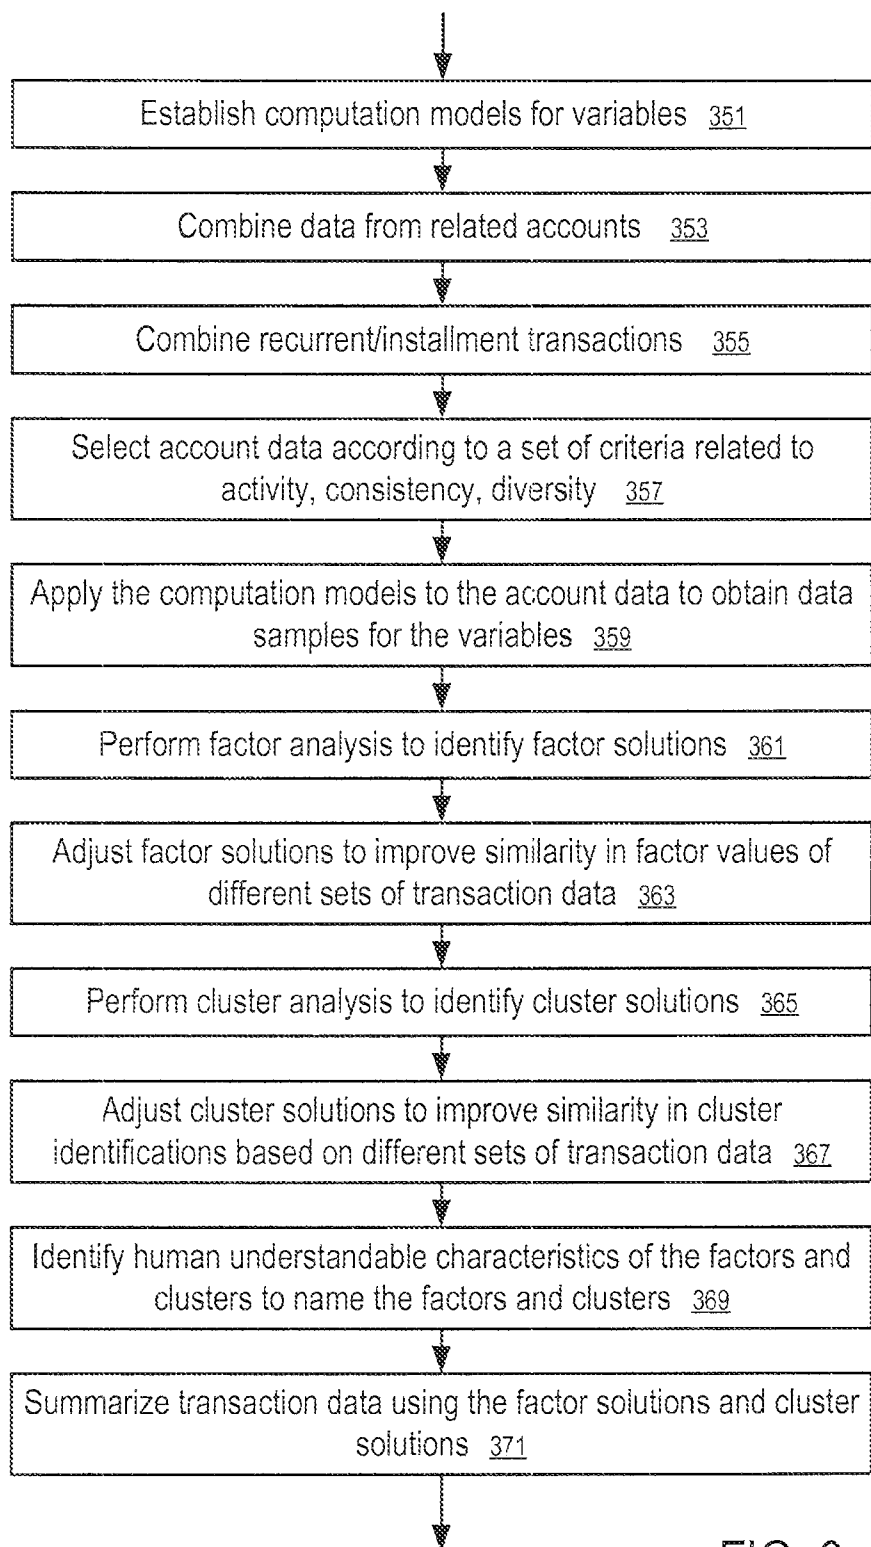 Establish computation models for variables 351
Combine data from related accounts 353
Combine recurrent/installment transactions 355
Select account data according to a set of criteria related to
activity, consistency, diversity 357
Apply the computation models to the account data to obtain data
samples for the variables 359
Perform factor analysis to identify factor solutions 361
Adjust factor solutions to improve similarity in factor values of
different sets of transaction data 363
Perform cluster analysis to identify cluster solutions 365
Adjust cluster solutions to improve similarity in cluster
identifications based on different sets of transaction data 367
Identify human understandable characteristics of the factors and
clusters to name the factors and clusters 369
Summarize transaction data using the factor solutions and cluster
solutions 371